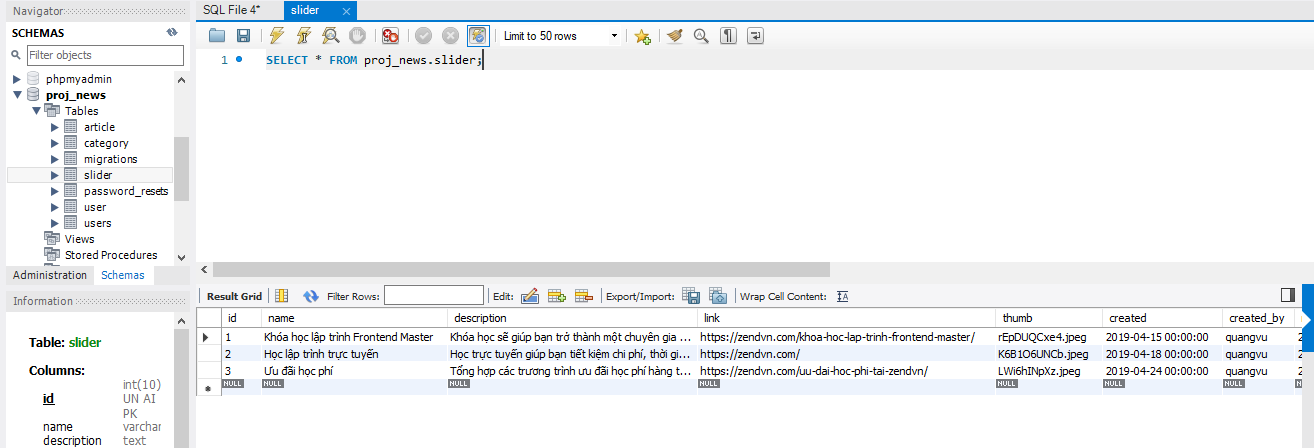 Navigator
SQL File 4*
slider
SCHEMAS
Filter objects
Limit to 50 rows
phpmyadmin
1
SELECT * FROM proj_news.slider;
proj_news
Tables
article
category
migrations
slider
password_resets
user
users
Views
Stored Procedures
Administration
Schemas
Information
Result Grid
Filter Rows:
Edit:
Export/Import:
Wrap Cell Content:
id name description link thumb created created_by
1 Khóa học lập trình Frontend Master Khóa học sẽ giúp bạn trở thành một chuyên gia ... https://zendvn.com/khoa-hoc-lap-trinh-frontend-master/ rEpDUQCxe4.jpeg 2019-04-15 00:00:00 quangvu
2 Học lập trình trực tuyến Học trực tuyến giúp bạn tiết kiệm chi phí, thời gi... https://zendvn.com/ K6B1O6UNCb.jpeg 2019-04-18 00:00:00 quangvu
3 Ưu đãi học phí Tổng hợp các trương trình ưu đãi học phí hàng t... https://zendvn.com/uu-dai-hoc-phi-tai-zendvn/ LWi6hINpXz.jpeg 2019-04-24 00:00:00 quangvu
NULL NULL NULL NULL NULL NULL NULL
Table: slider
Columns:
id int(10) UN AI PK
name varchar
description text